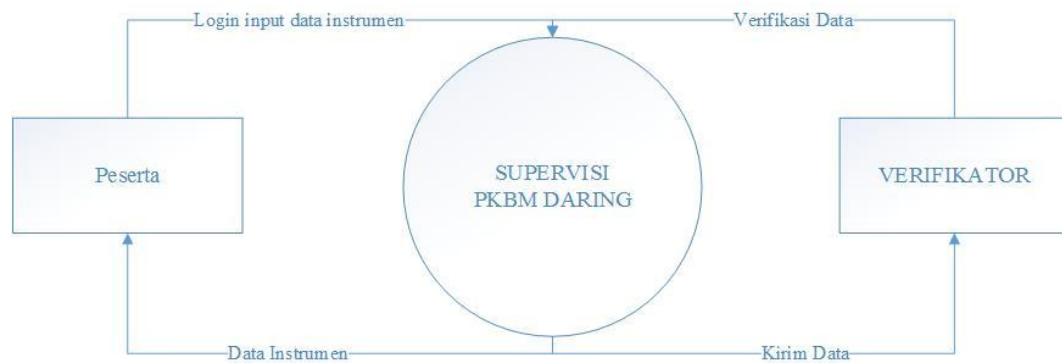 Login input data instrumen
Verifikasi Data
Peserta
SUPERVISI
PKBM DARING
VERIFIKATOR
Data Instrumen
Kirim Data